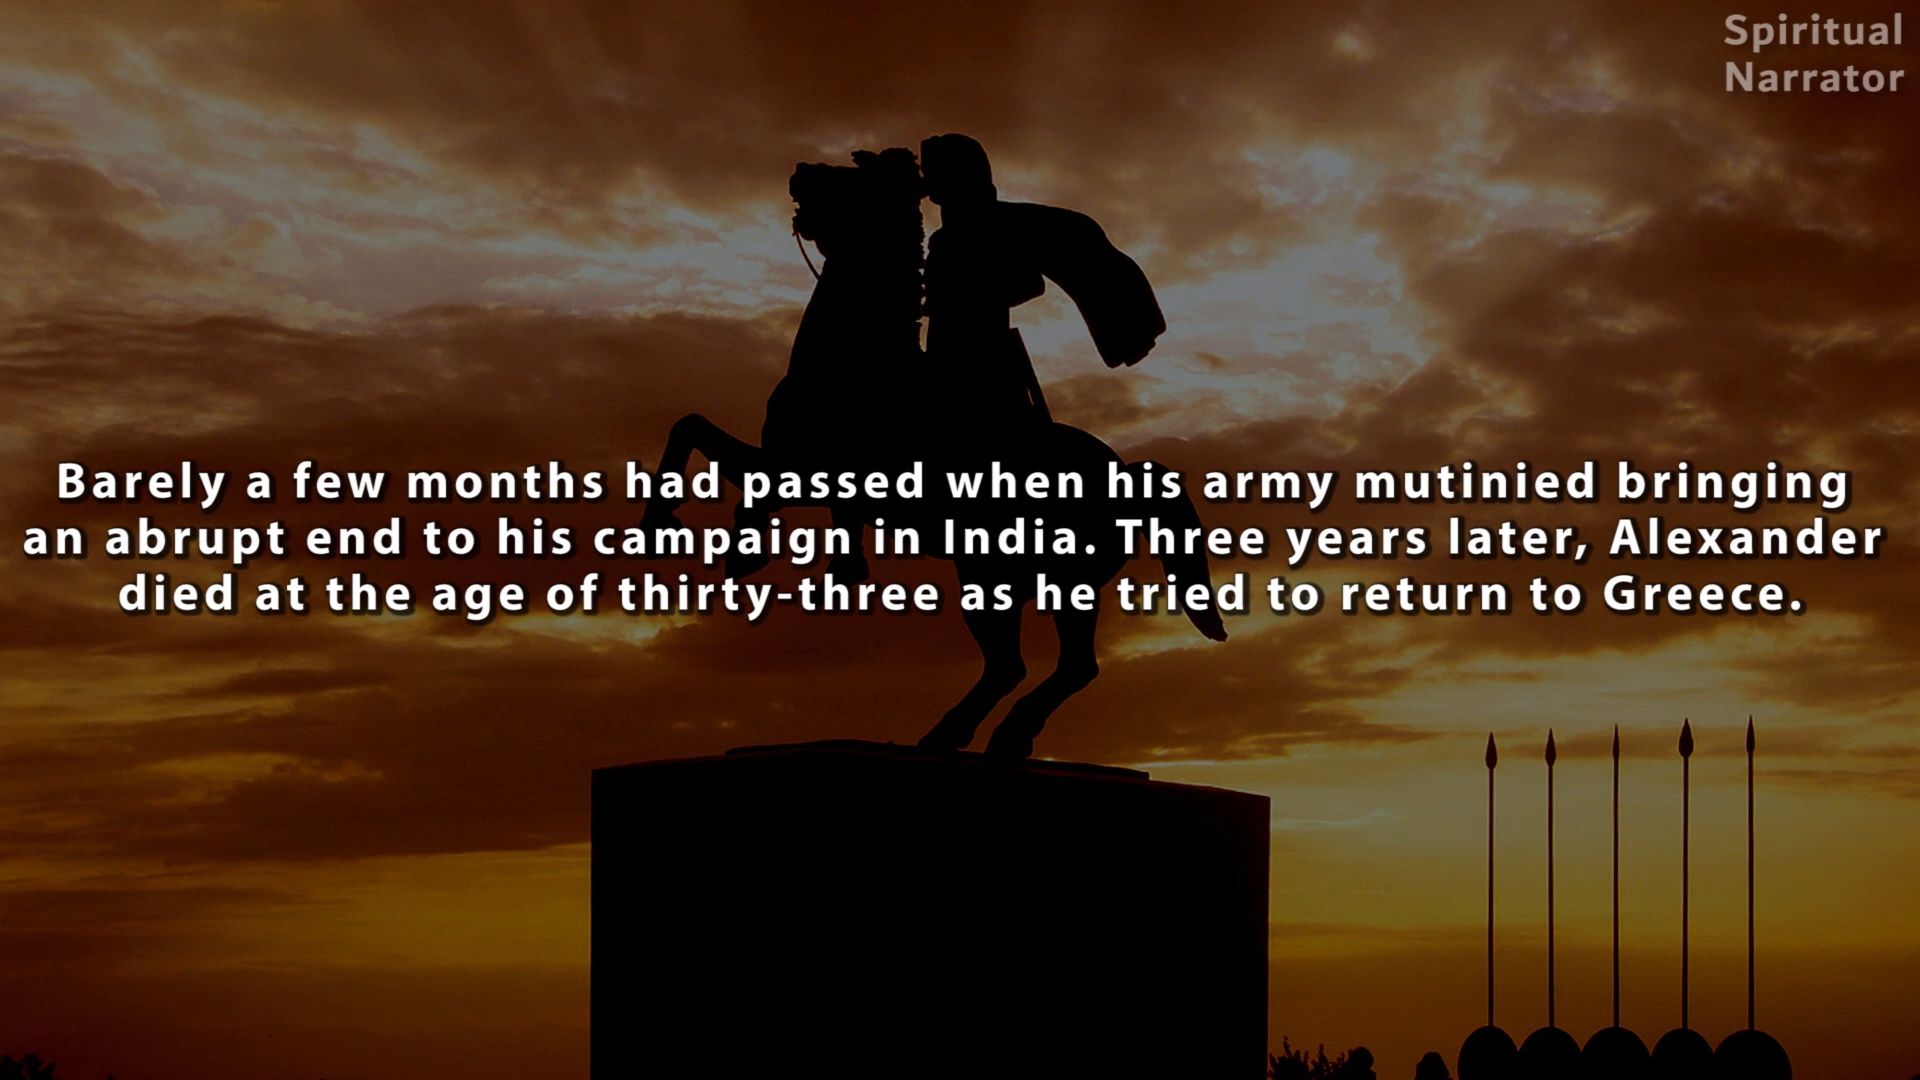 Spiritual
Narrator
Barely a few months had passed when his army mutinied bringing
an abrupt end to his campaign in India. Three years later, Alexander
died at the age of thirty-three as he tried to return to Greece.